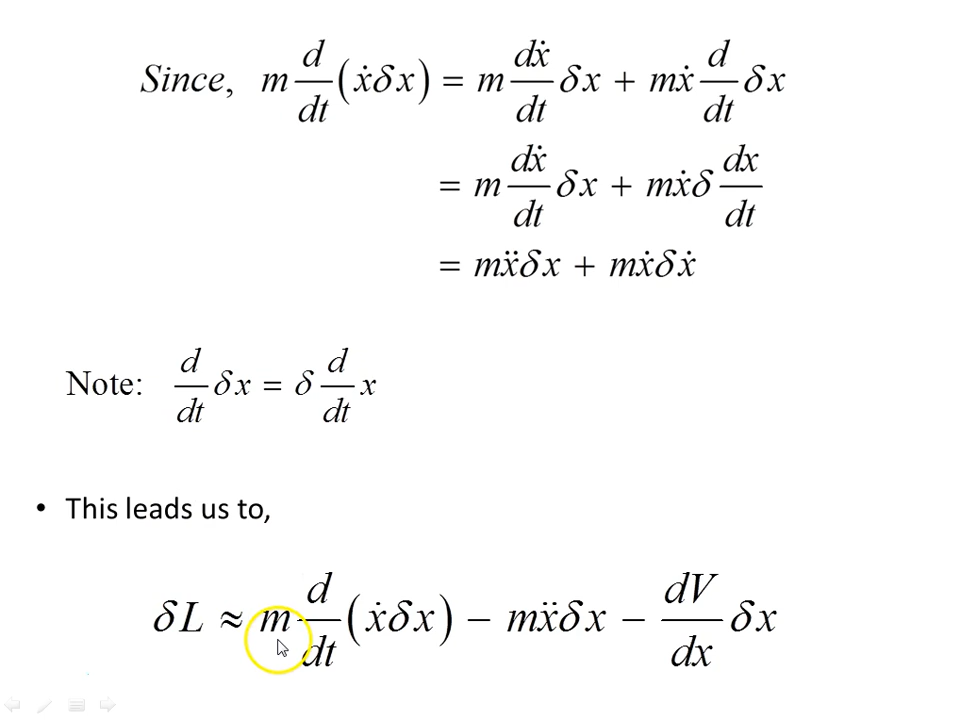 Since, m d/dt (ẋδx) = m dẋ/dt δx + mẋ d/dt δx
= m dẋ/dt δx + mẋδ dx/dt
= mẍδx + mẋδẋ
Note: d/dt δx = δ d/dt x
• This leads us to,
δL ≈ m d/dt (ẋδx) − mẍδx − dV/dx δx